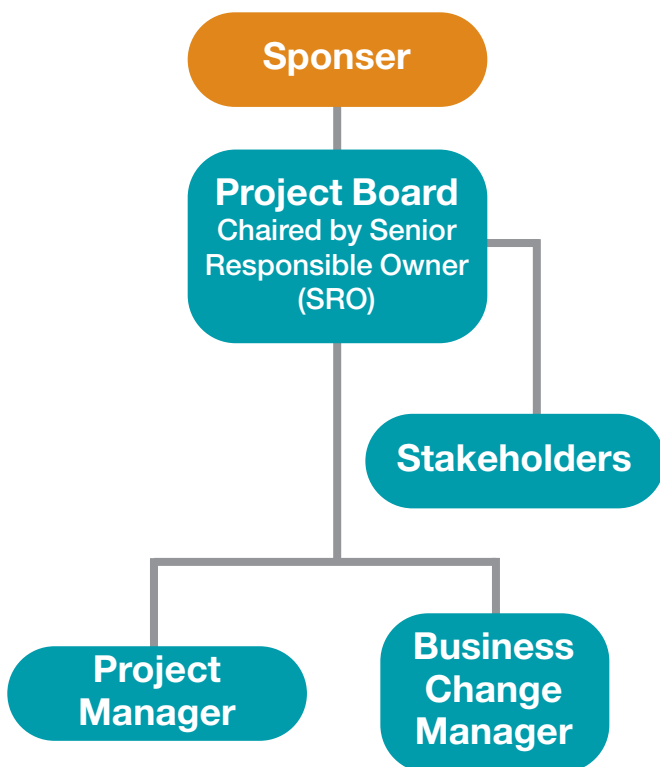 Sponser
Project Board
Chaired by Senior
Responsible Owner
(SRO)
Stakeholders
Project
Manager
Business
Change
Manager